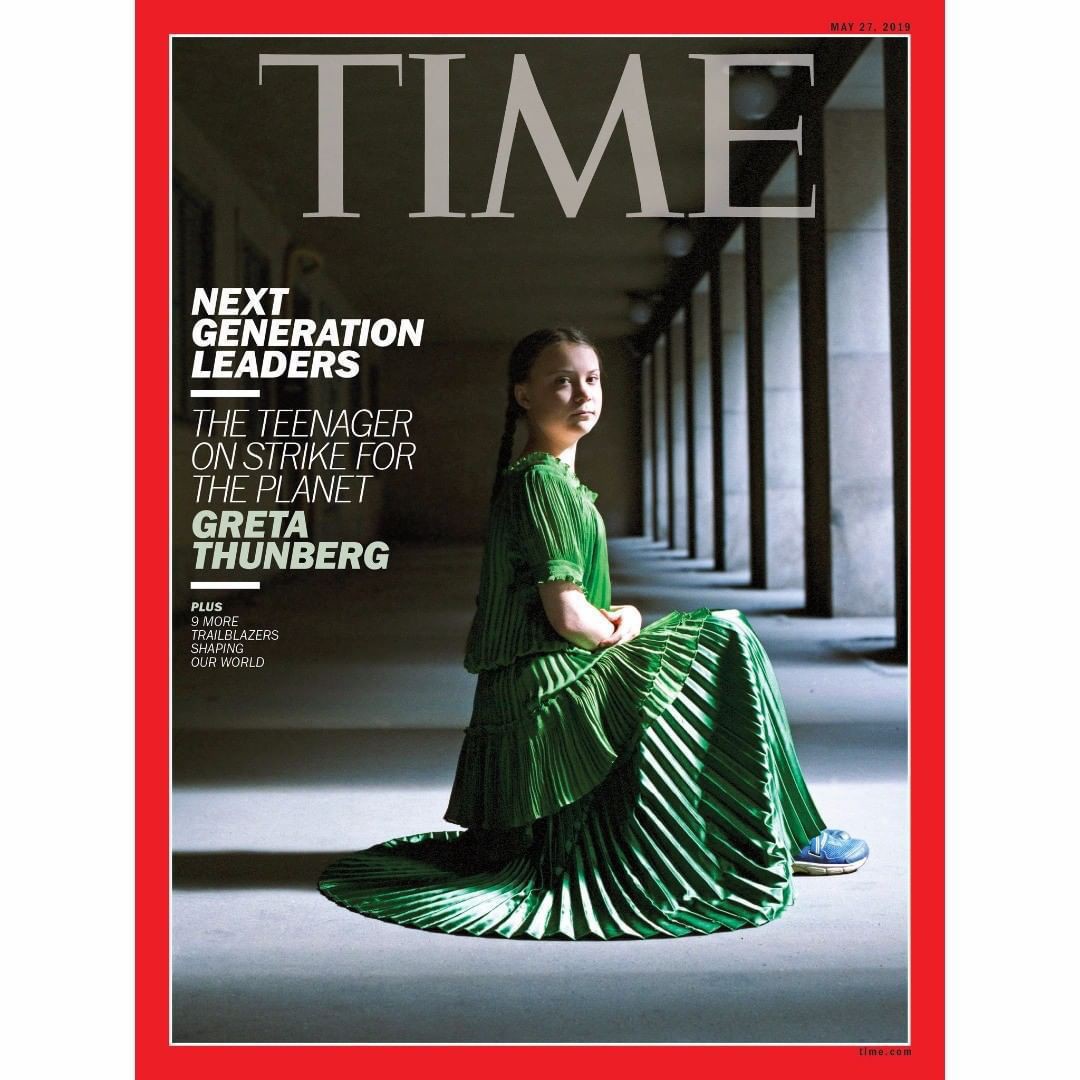 MAY 27, 2019
TIME
NEXT
GENERATION
LEADERS
THE TEENAGER
ON STRIKE FOR
THE PLANET
GRETA
THUNBERG
PLUS
9 MORE
TRAILBLAZERS
SHAPING
OUR WORLD
time.com